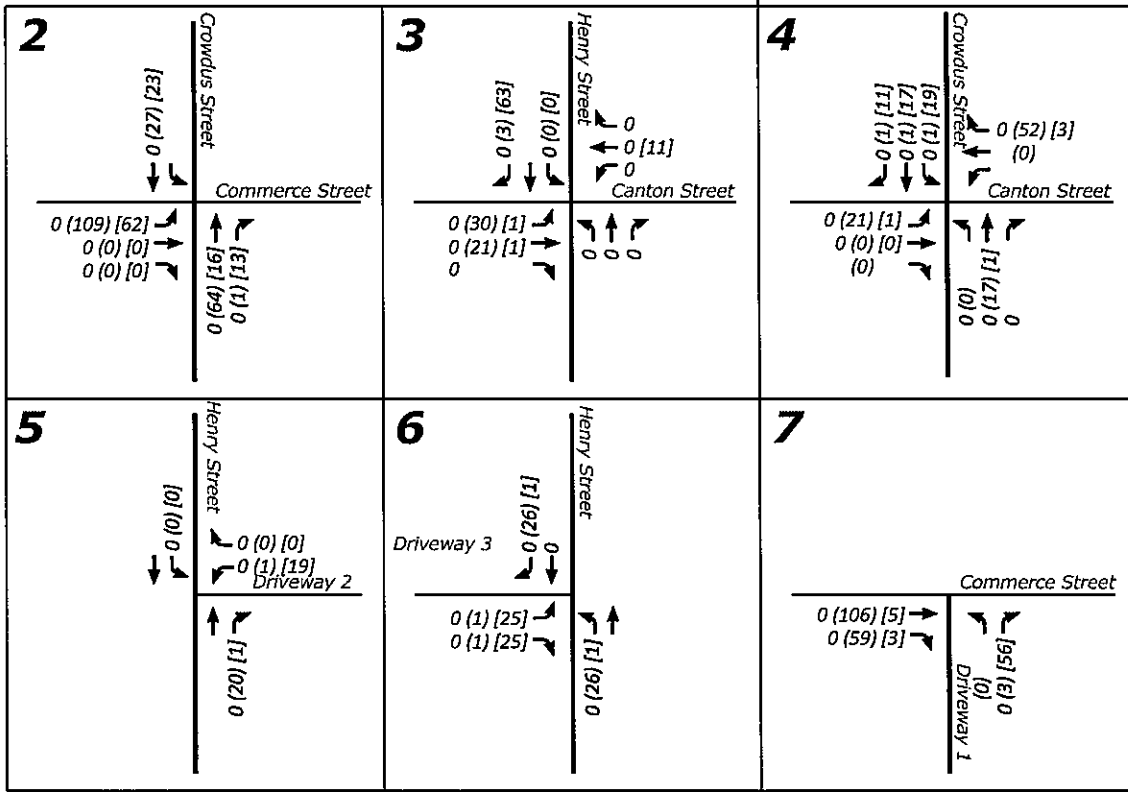 2
Crowdus Street
0 (27) [23]
Commerce Street
0 (109) [62]
0 (0) [0]
0 (0) [0]
0 (64) [16]
0 (1) [13]
3
Henry Street
0 (3) [63]
0 (0) [0]
0
0 [11]
0
Canton Street
0 (30) [1]
0 (21) [1]
0
0
0
0
4
Crowdus Street
0 (1) [11]
0 (1) [17]
0 (1) [19]
0 (52) [3]
(0)
Canton Street
0 (21) [1]
0 (0) [0]
(0)
0 (0)
0 (17) [1]
0
5
Henry Street
0 (0) [0]
0 (0) [0]
0 (1) [19]
Driveway 2
0 (20) [1]
6
Henry Street
Driveway 3
0 (26) [1]
0
0 (1) [25]
0 (1) [25]
0 (26) [1]
7
Commerce Street
0 (106) [5]
0 (59) [3]
Driveway 1
(0)
0 (3) [56]